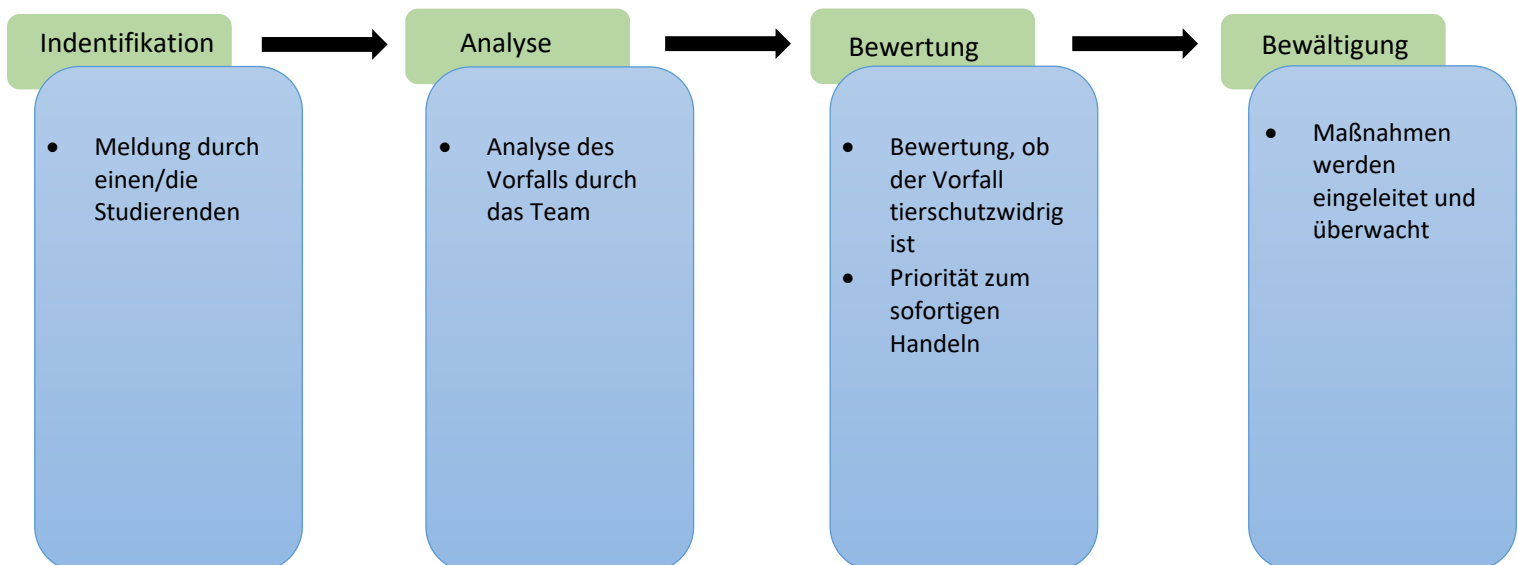 Indentifikation
• Meldung durch
einen/die
Studierenden
Analyse
• Analyse des
Vorfalls durch
das Team
Bewertung
• Bewertung, ob
der Vorfall
tierschutzwidrig
ist
• Priorität zum
sofortigen
Handeln
Bewältigung
• Maßnahmen
werden
eingeleitet und
überwacht